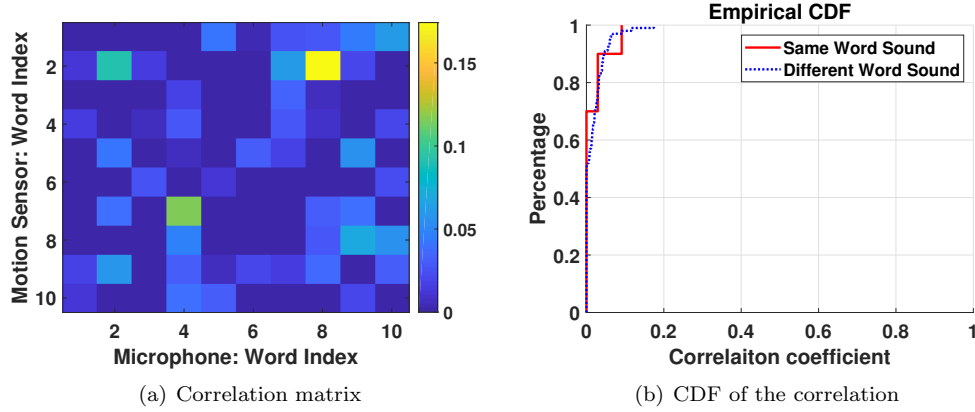 2
4
6
8
10
Motion Sensor: Word Index
2
4
6
8
10
Microphone: Word Index
0.15
0.1
0.05
0
(a) Correlation matrix
Empirical CDF
Same Word Sound
Different Word Sound
1
0.8
0.6
0.4
0.2
0
Percentage
0
0.2
0.4
0.6
0.8
1
Correlaiton coefficient
(b) CDF of the correlation